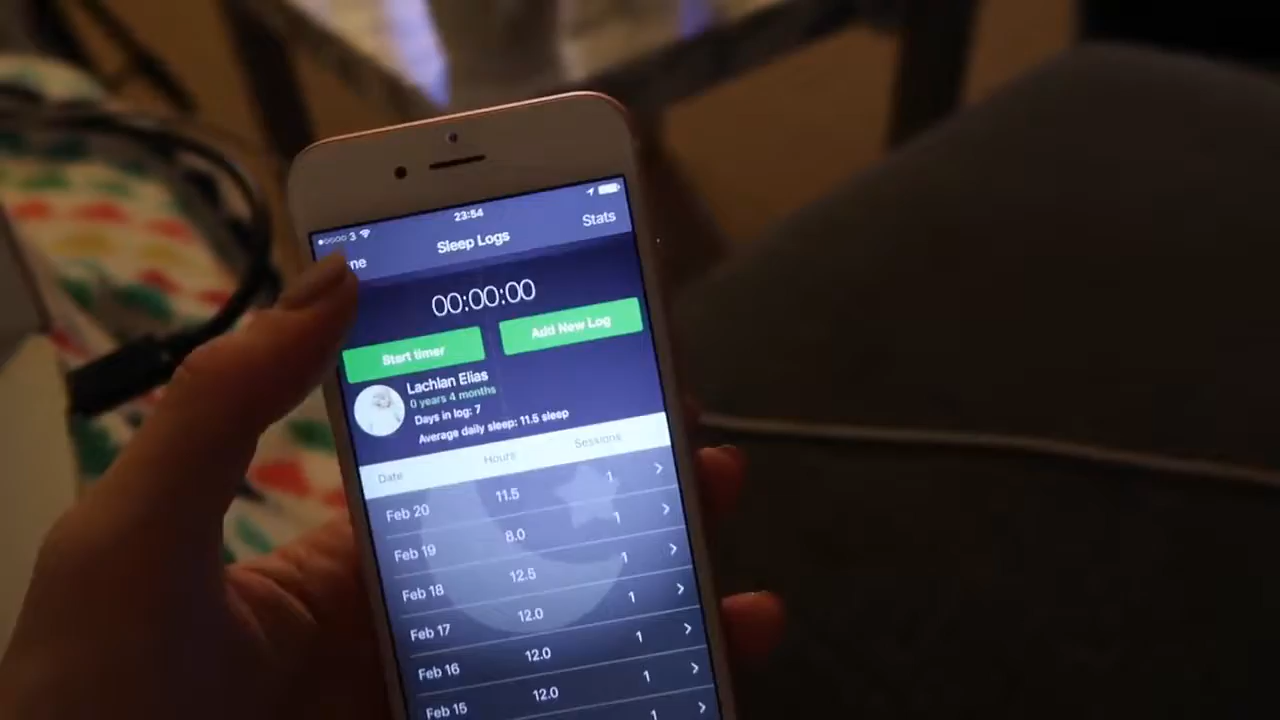 3
23:54
Sleep Logs
Stats
00:00:00
Start timer
Add New Log
Lachlan Elias
0 years 4 months
Days in log: 7
Average daily sleep: 11.5 sleep
Date Hours Sessions
Feb 20 11.5 1
Feb 19 8.0 1
Feb 18 12.5 1
Feb 17 12.0 1
Feb 16 12.0 1
Feb 15 12.0 1
1